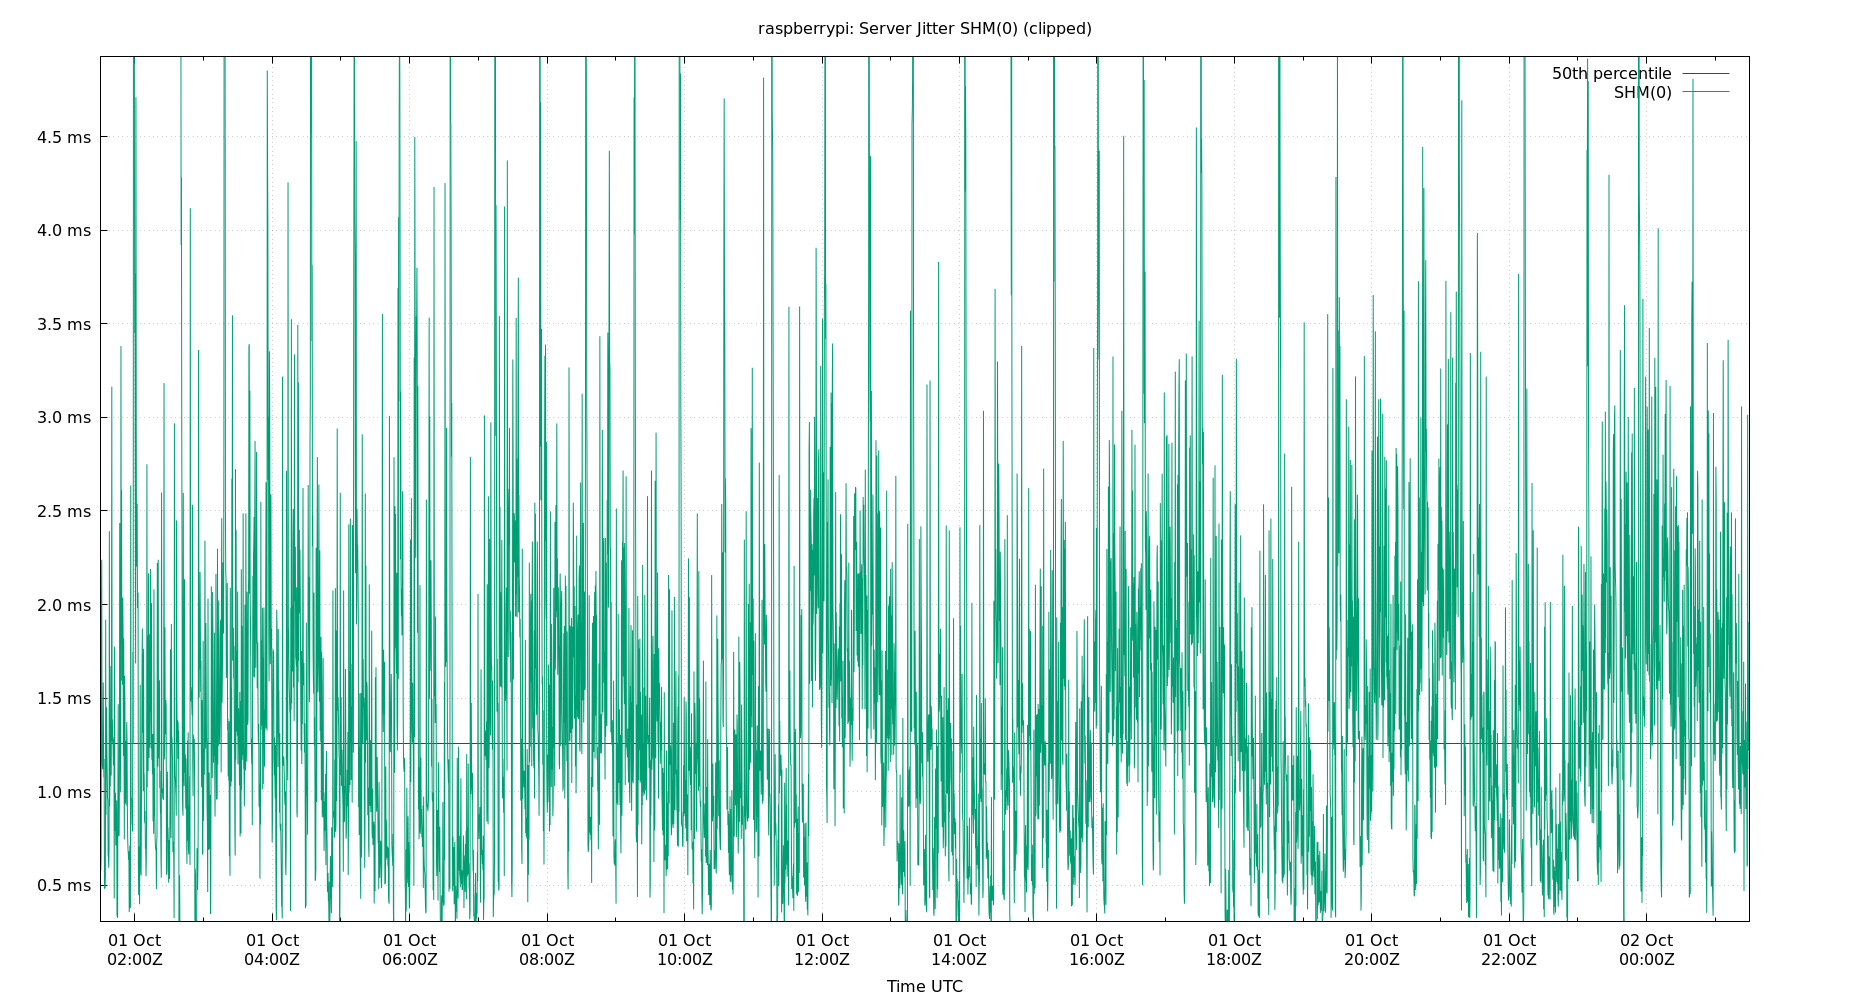 raspberrypi: Server Jitter SHM(0) (clipped)
50th percentile
SHM(0)
4.5 ms
4.0 ms
3.5 ms
3.0 ms
2.5 ms
2.0 ms
1.5 ms
1.0 ms
0.5 ms
01 Oct 01 Oct 01 Oct 01 Oct 01 Oct 01 Oct 01 Oct 01 Oct 01 Oct 01 Oct 01 Oct 02 Oct
02:00Z 04:00Z 06:00Z 08:00Z 10:00Z 12:00Z 14:00Z 16:00Z 18:00Z 20:00Z 22:00Z 00:00Z
Time UTC